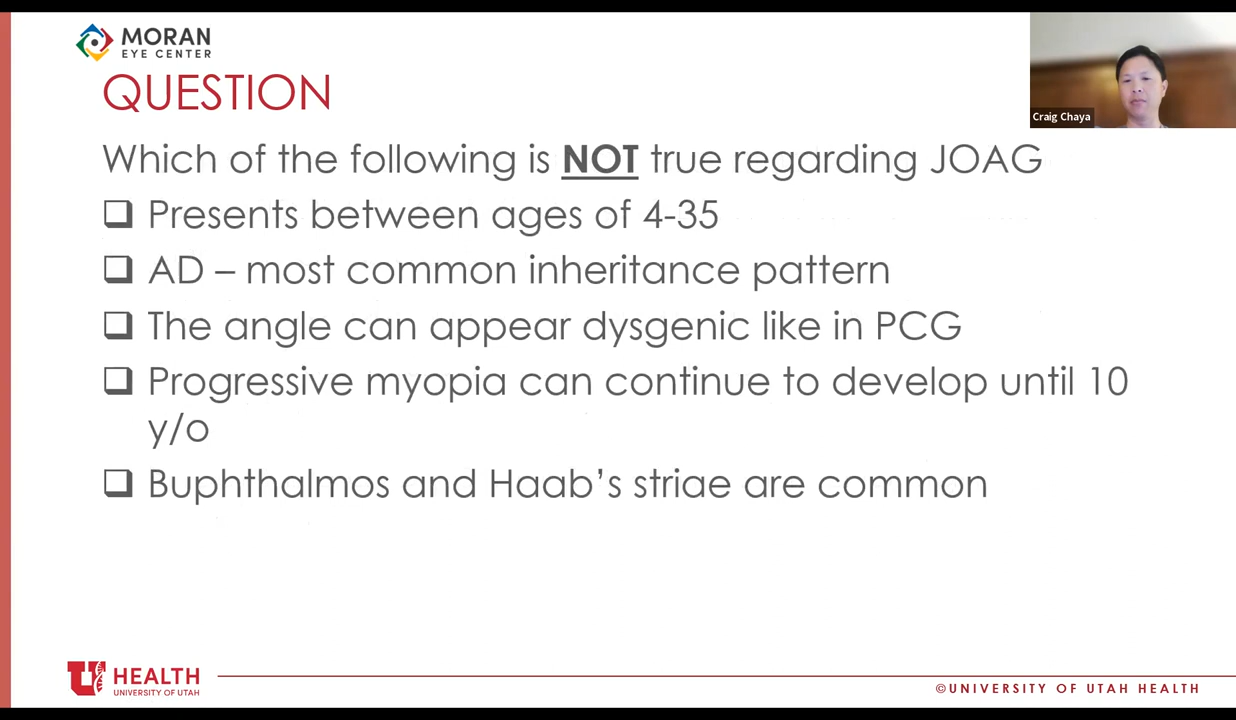 MORAN
EYE CENTER
QUESTION
Craig Chaya
Which of the following is NOT true regarding JOAG
Presents between ages of 4-35
AD – most common inheritance pattern
The angle can appear dysgenic like in PCG
Progressive myopia can continue to develop until 10
y/o
Buphthalmos and Haab’s striae are common
U HEALTH
UNIVERSITY OF UTAH
©UNIVERSITY OF UTAH HEALTH